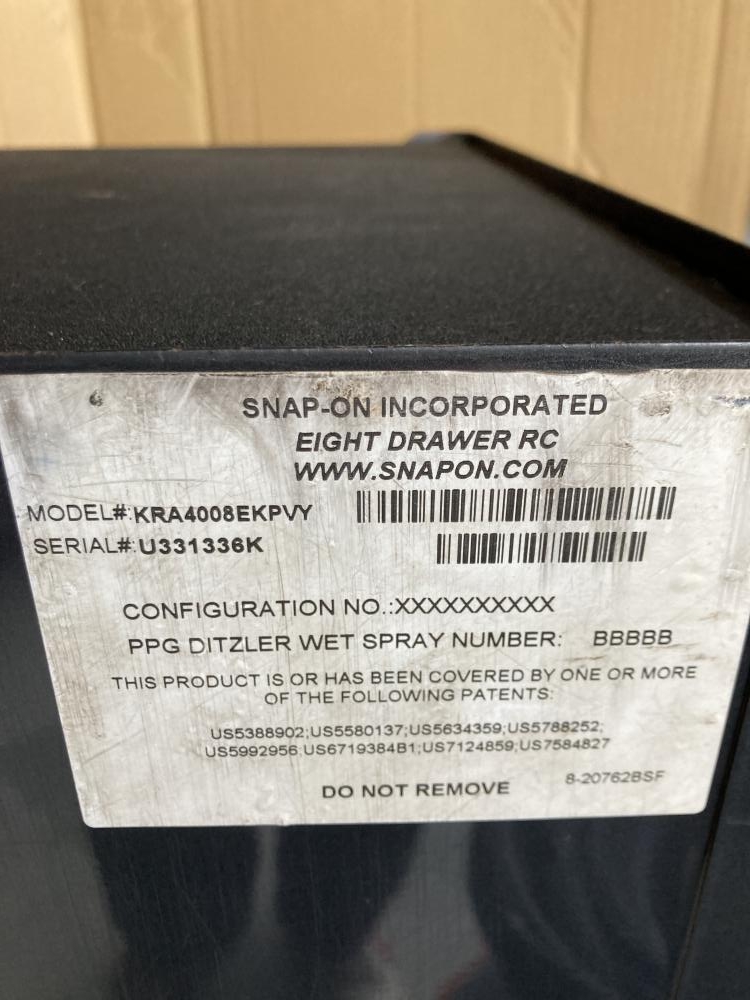 SNAP-ON INCORPORATED
EIGHT DRAWER RC
WWW.SNAPON.COM
MODEL#:KRA4008EKPVY
SERIAL#:U331336K
CONFIGURATION NO.:XXXXXXXXXX
PPG DITZLER WET SPRAY NUMBER: BBBBB
THIS PRODUCT IS OR HAS BEEN COVERED BY ONE OR MORE
OF THE FOLLOWING PATENTS:
US5388902;US5580137;US5634359;US5788252;
US5992956;US6719384B1;US7124859;US7584827
DO NOT REMOVE
8-20762BSF